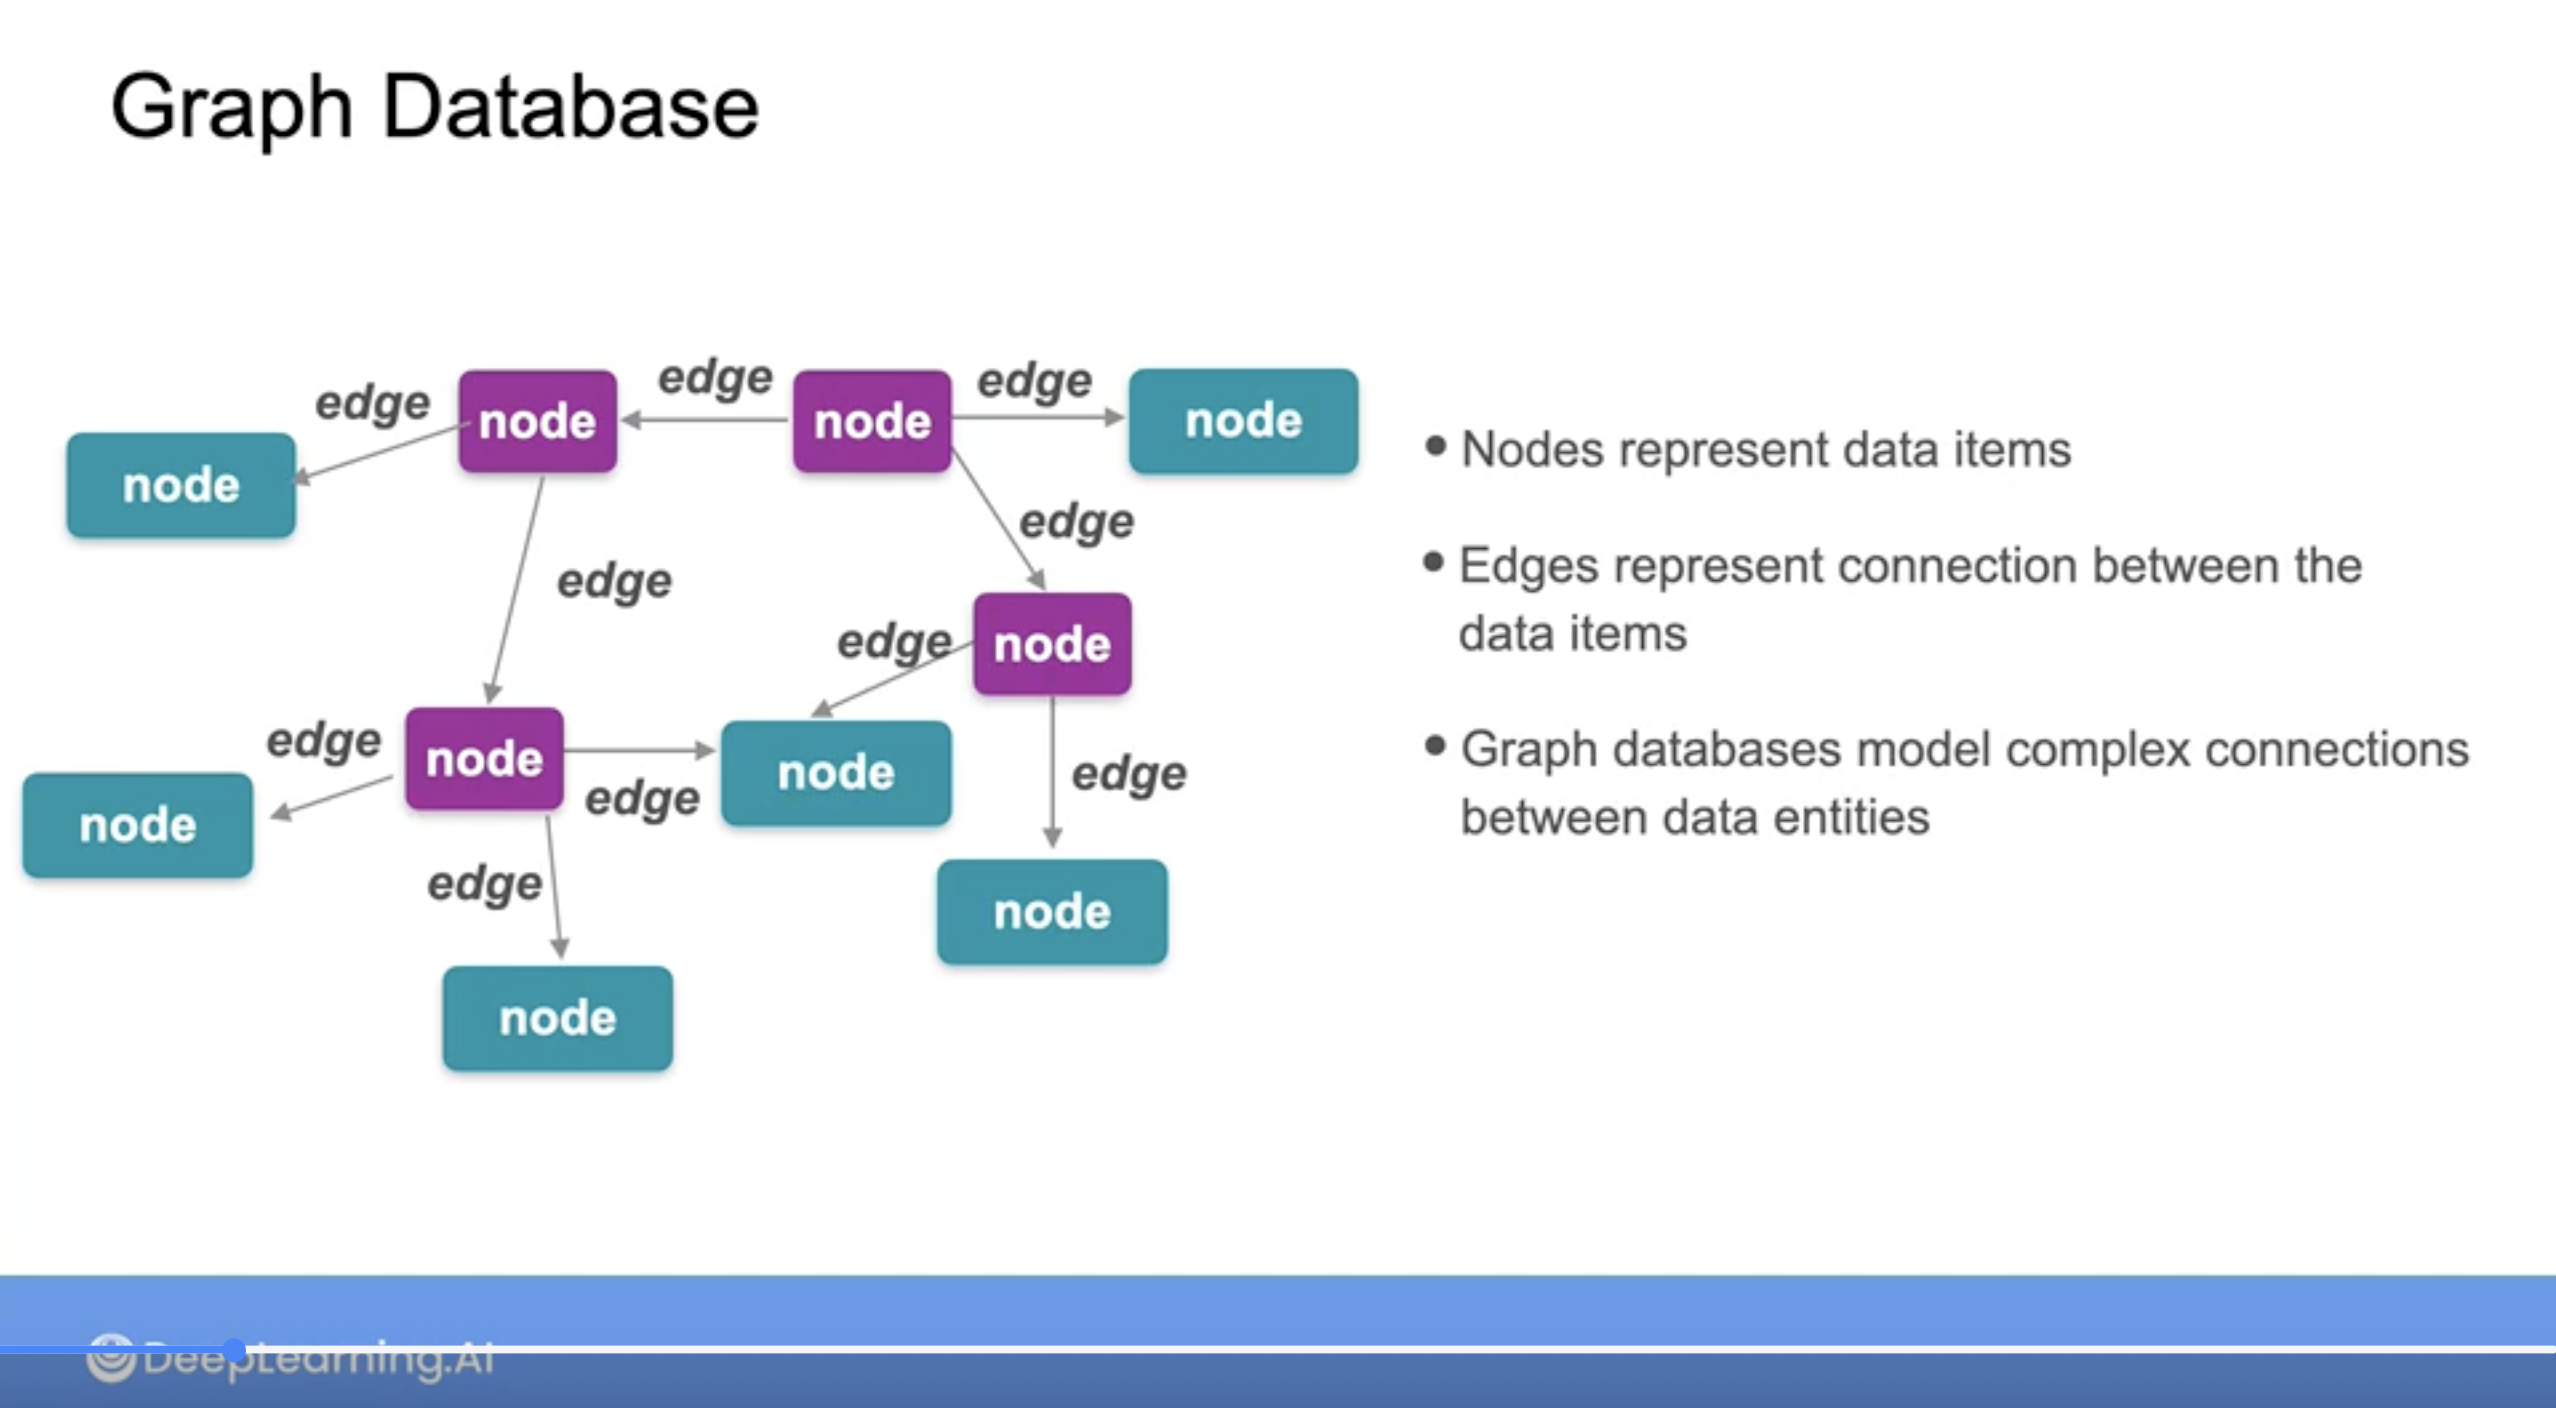 Graph Database
edge
edge
edge
node
node
node
node
edge
edge
edge
node
edge
node
edge
node
edge
node
edge
node
edge
node
• Nodes represent data items
• Edges represent connection between the
data items
• Graph databases model complex connections
between data entities
DeepLearning.AI